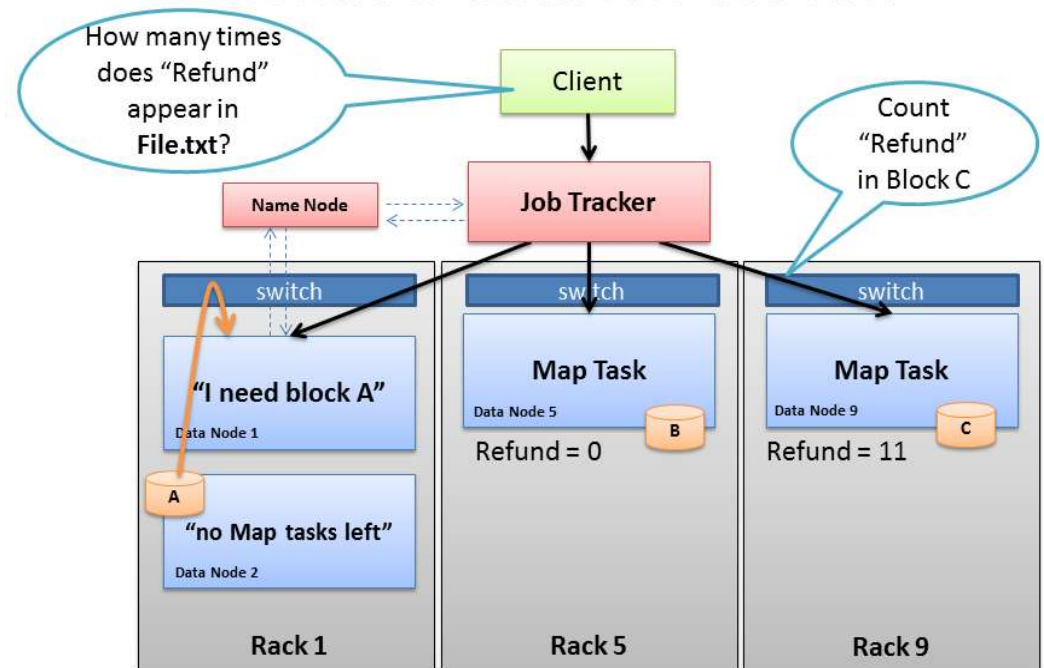 How many times
does “Refund”
appear in
File.txt?
Client
Count
“Refund”
in Block C
Name Node
Job Tracker
switch
switch
switch
“I need block A”
Data Node 1
Map Task
Data Node 5
B
Refund = 0
Map Task
Data Node 9
C
Refund = 11
A
“no Map tasks left”
Data Node 2
Rack 1
Rack 5
Rack 9